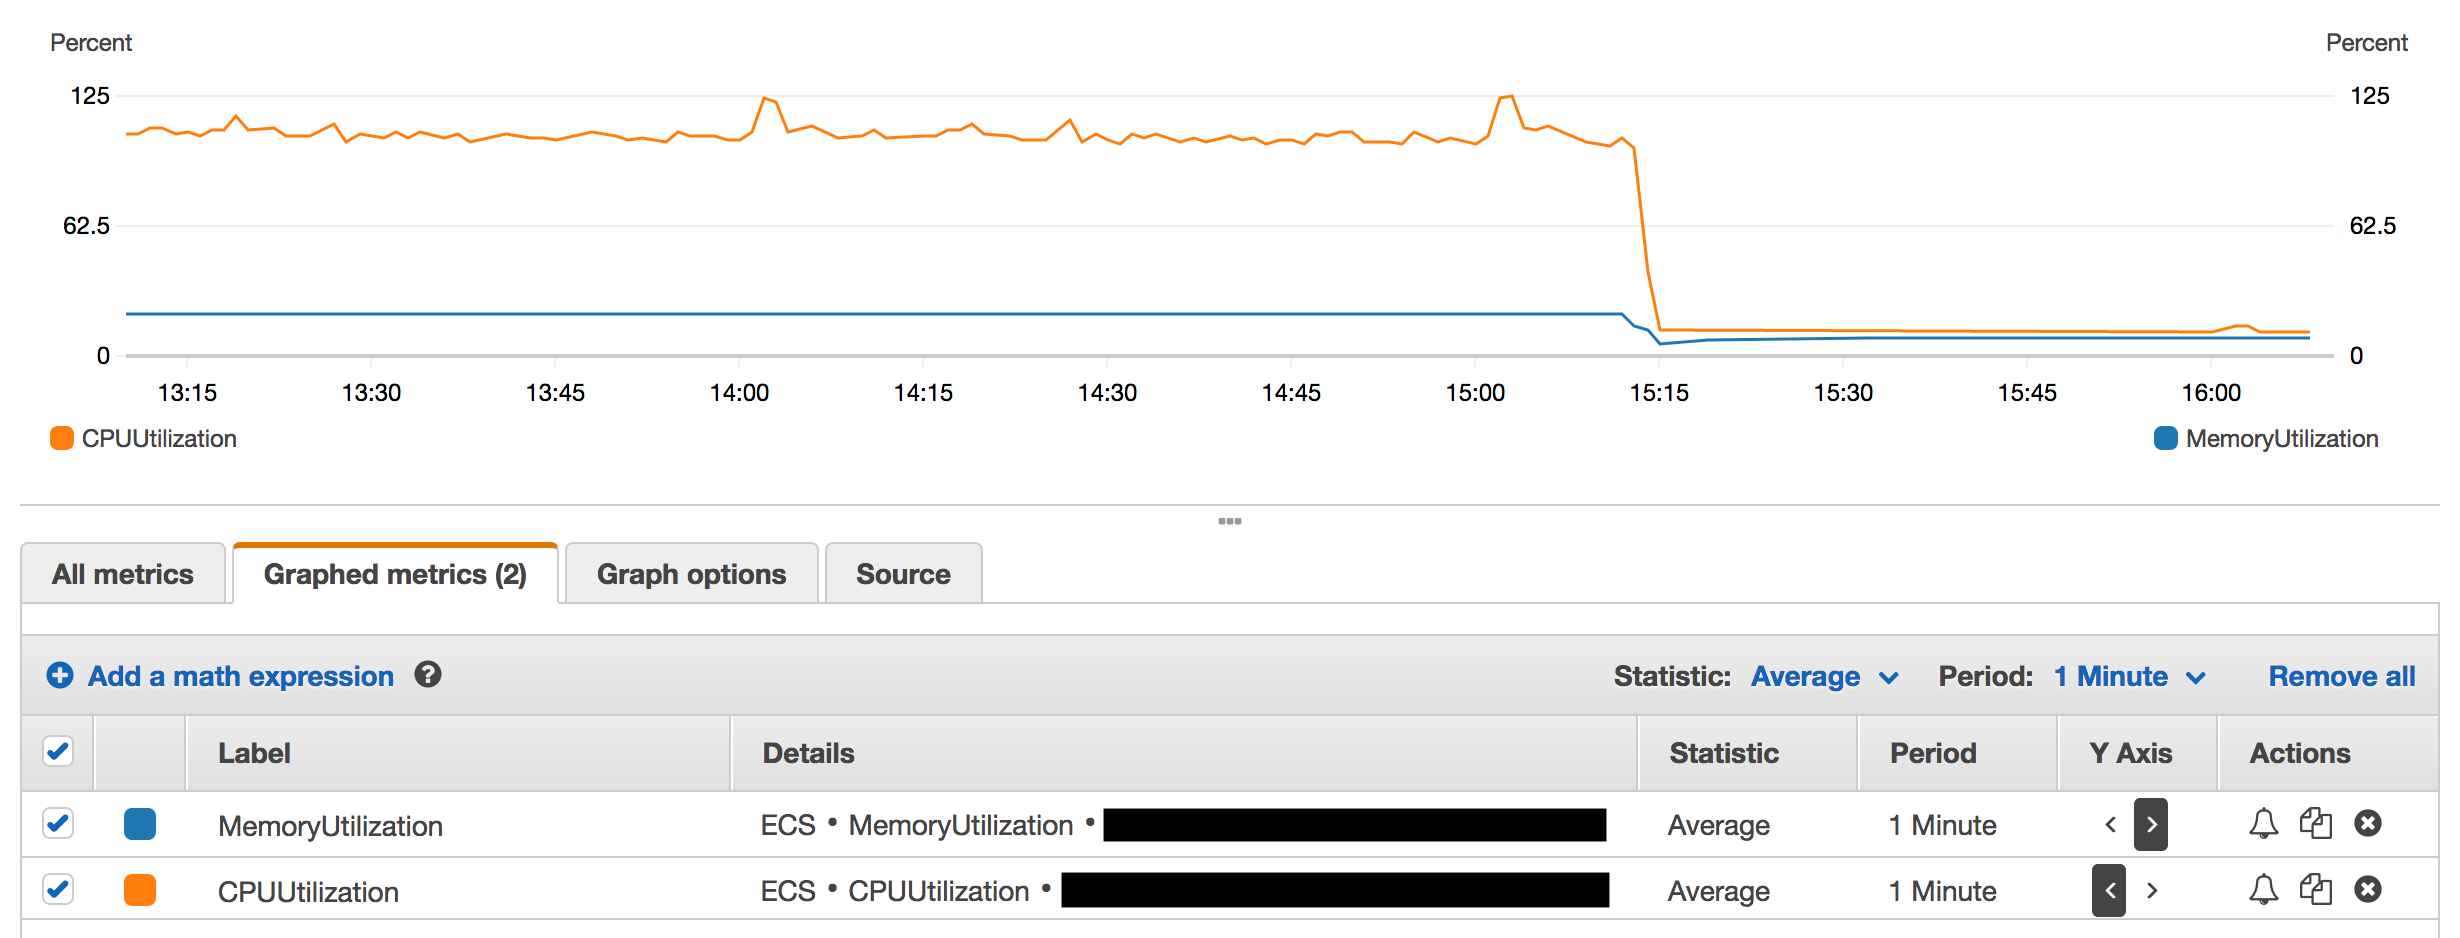 Percent Percent
125 125
62.5 62.5
0 0
13:15 13:30 13:45 14:00 14:15 14:30 14:45 15:00 15:15 15:30 15:45 16:00
CPUUtilization MemoryUtilization
All metrics Graphed metrics (2) Graph options Source
Add a math expression ? Statistic: Average Period: 1 Minute Remove all
Label Details Statistic Period Y Axis Actions
MemoryUtilization ECS • MemoryUtilization • Average 1 Minute < >
CPUUtilization ECS • CPUUtilization • Average 1 Minute < >